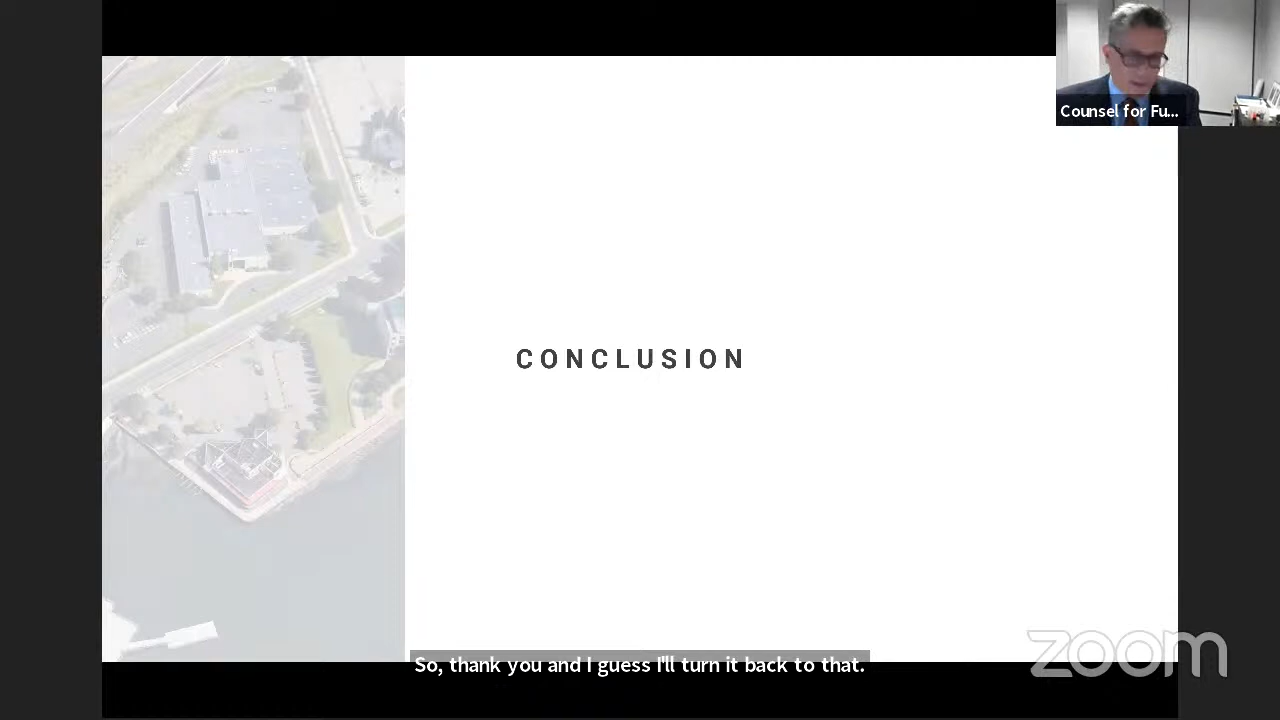 Counsel for Fu...
CONCLUSION
So, thank you and I guess I'll turn it back to that.
zoom